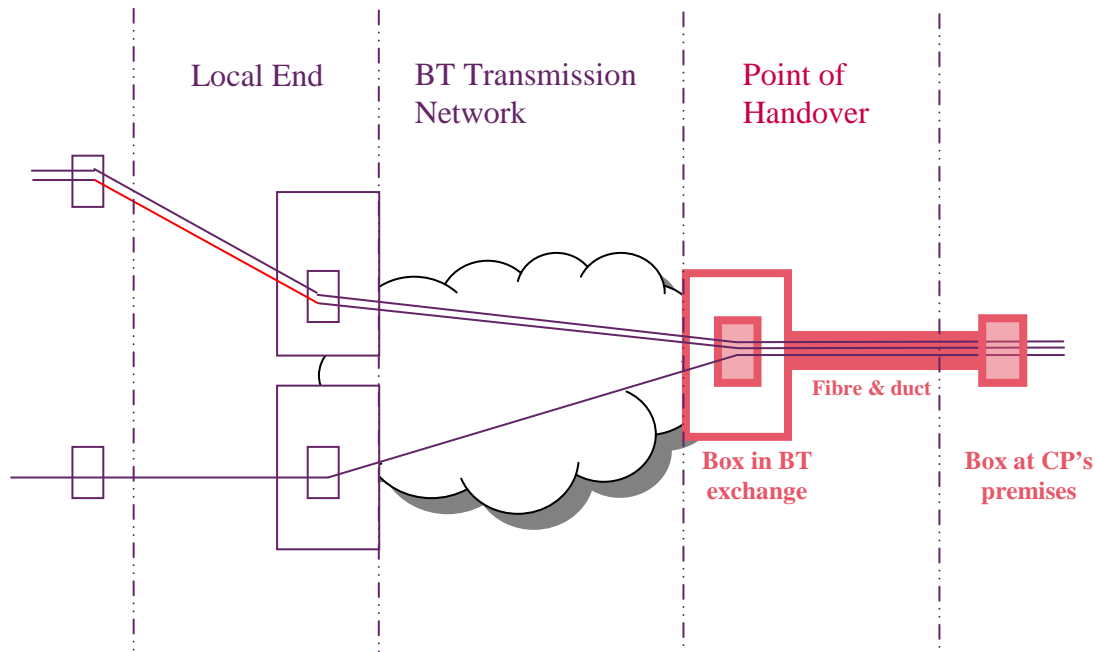 Local End
BT Transmission
Network
Point of
Handover
Fibre & duct
Box in BT
exchange
Box at CP’s
premises